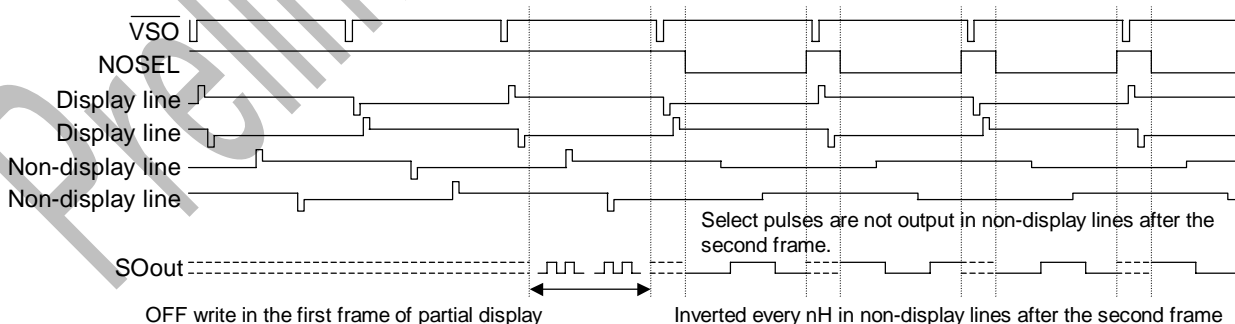 VSO
NOSEL
Display line
Display line
Non-display line
Non-display line
Select pulses are not output in non-display lines after the
second frame.
SOout
OFF write in the first frame of partial display
Inverted every nH in non-display lines after the second frame